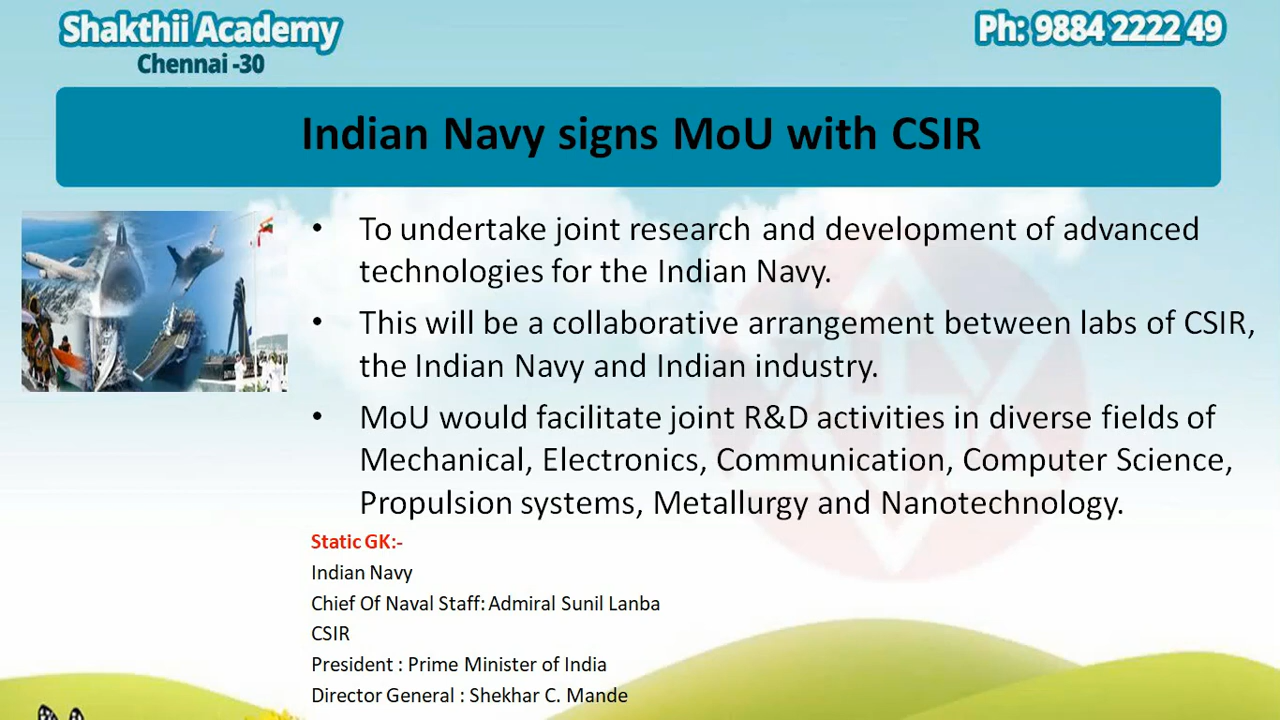 Shakthii Academy
Chennai -30
Ph: 9884 2222 49
Indian Navy signs MoU with CSIR
• To undertake joint research and development of advanced
technologies for the Indian Navy.
• This will be a collaborative arrangement between labs of CSIR,
the Indian Navy and Indian industry.
• MoU would facilitate joint R&D activities in diverse fields of
Mechanical, Electronics, Communication, Computer Science,
Propulsion systems, Metallurgy and Nanotechnology.
Static GK:-
Indian Navy
Chief Of Naval Staff: Admiral Sunil Lanba
CSIR
President : Prime Minister of India
Director General : Shekhar C. Mande